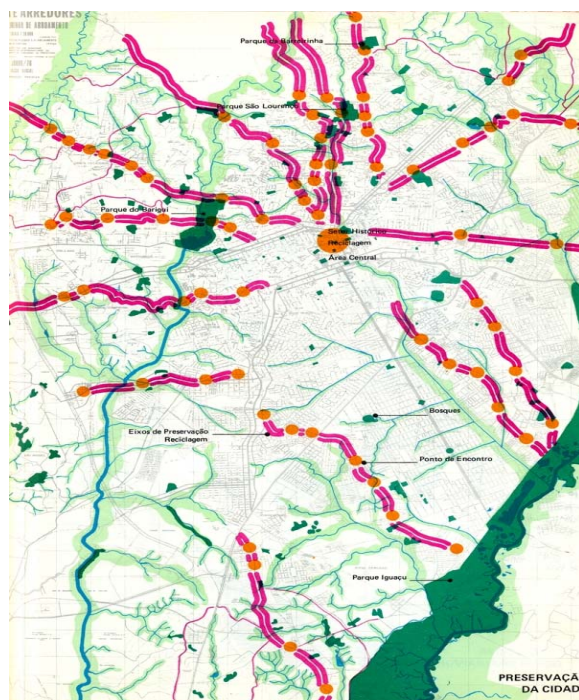 TE ARREDORES
Parque da Barreirinha
Parque São Lourenço
Parque do Barigui
Setor Histórico
Reciclagem
Área Central
Bosques
Eixos de Preservação
Reciclagem
Ponto de Encontro
Parque Iguaçu
PRESERVAÇÃ
DA CIDAD